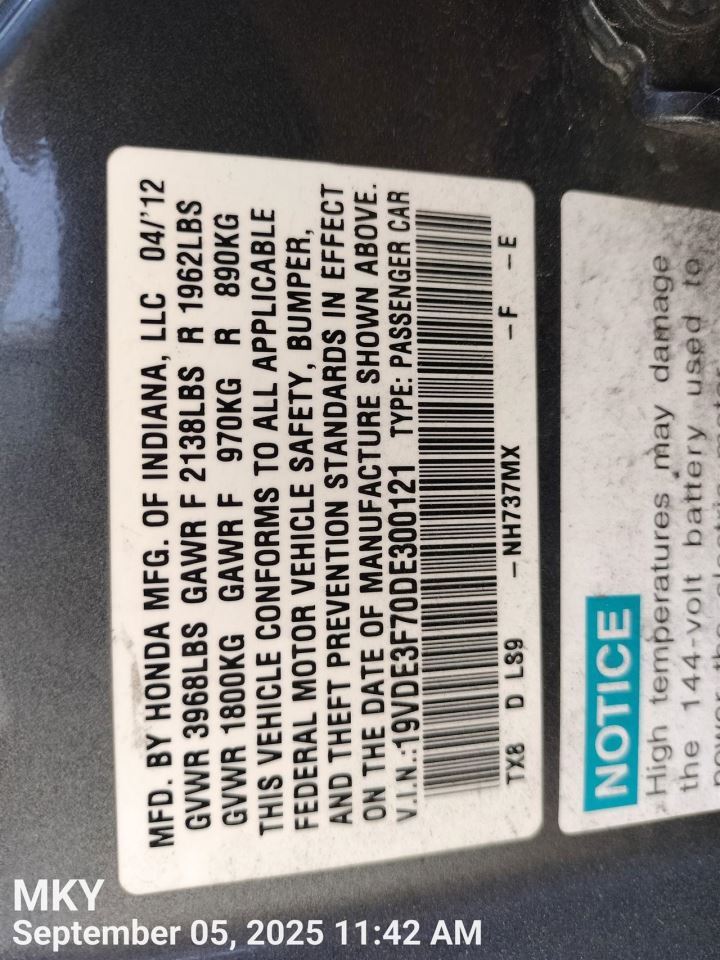 MFD. BY HONDA MFG. OF INDIANA, LLC 04/'12
GVWR 3968LBS GAWR F 2138LBS R 1962LBS
GVWR 1800KG GAWR F 970KG R 890KG
THIS VEHICLE CONFORMS TO ALL APPLICABLE
FEDERAL MOTOR VEHICLE SAFETY, BUMPER,
AND THEFT PREVENTION STANDARDS IN EFFECT
ON THE DATE OF MANUFACTURE SHOWN ABOVE.
V.I.N.:19VDE3F70DE300121 TYPE: PASSENGER CAR
TX8 D LS9 -NH737MX -F -E
NOTICE
High temperatures may damage
the 144-volt battery used to
MKY
September 05, 2025 11:42 AM